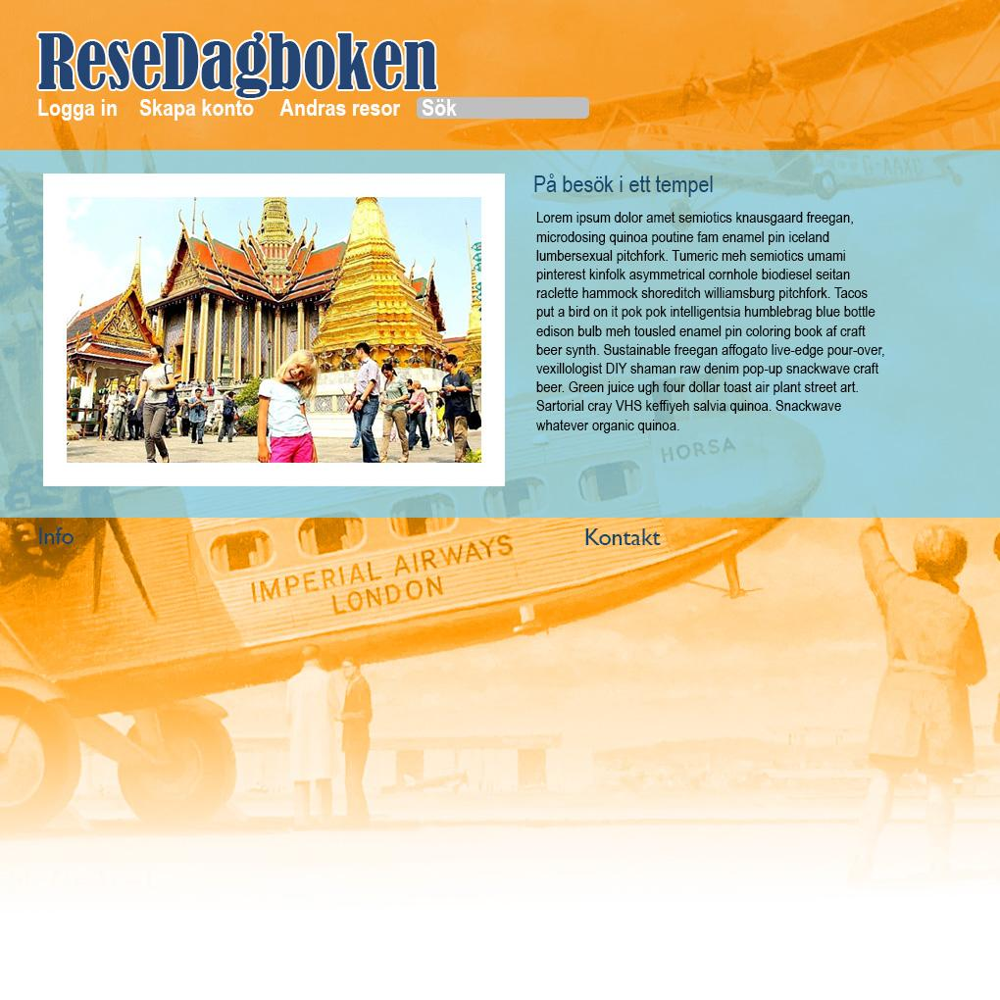 ReseDagboken
Logga in Skapa konto Andras resor Sök
G-AAXD
På besök i ett tempel
Lorem ipsum dolor amet semiotics knausgaard freegan,
microdosing quinoa poutine fam enamel pin iceland
lumbersexual pitchfork. Tumeric meh semiotics umami
pinterest kinfolk asymmetrical cornhole biodiesel seitan
raclette hammock shoreditch williamsburg pitchfork. Tacos
put a bird on it pok pok intelligentsia humblebrag blue bottle
edison bulb meh tousled enamel pin coloring book af craft
beer synth. Sustainable freegan affogato live-edge pour-over,
vexillologist DIY shaman raw denim pop-up snackwave craft
beer. Green juice ugh four dollar toast air plant street art.
Sartorial cray VHS keffiyeh salvia quinoa. Snackwave
whatever organic quinoa.
HORSA
Info Kontakt
IMPERIAL AIRWAYS
LONDON